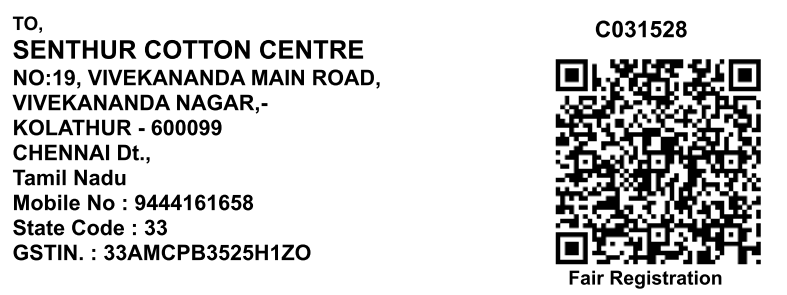 TO,
SENTHUR COTTON CENTRE
NO:19, VIVEKANANDA MAIN ROAD,
VIVEKANANDA NAGAR,-
KOLATHUR - 600099
CHENNAI Dt.,
Tamil Nadu
Mobile No : 9444161658
State Code : 33
GSTIN. : 33AMCPB3525H1ZO
C031528
Fair Registration